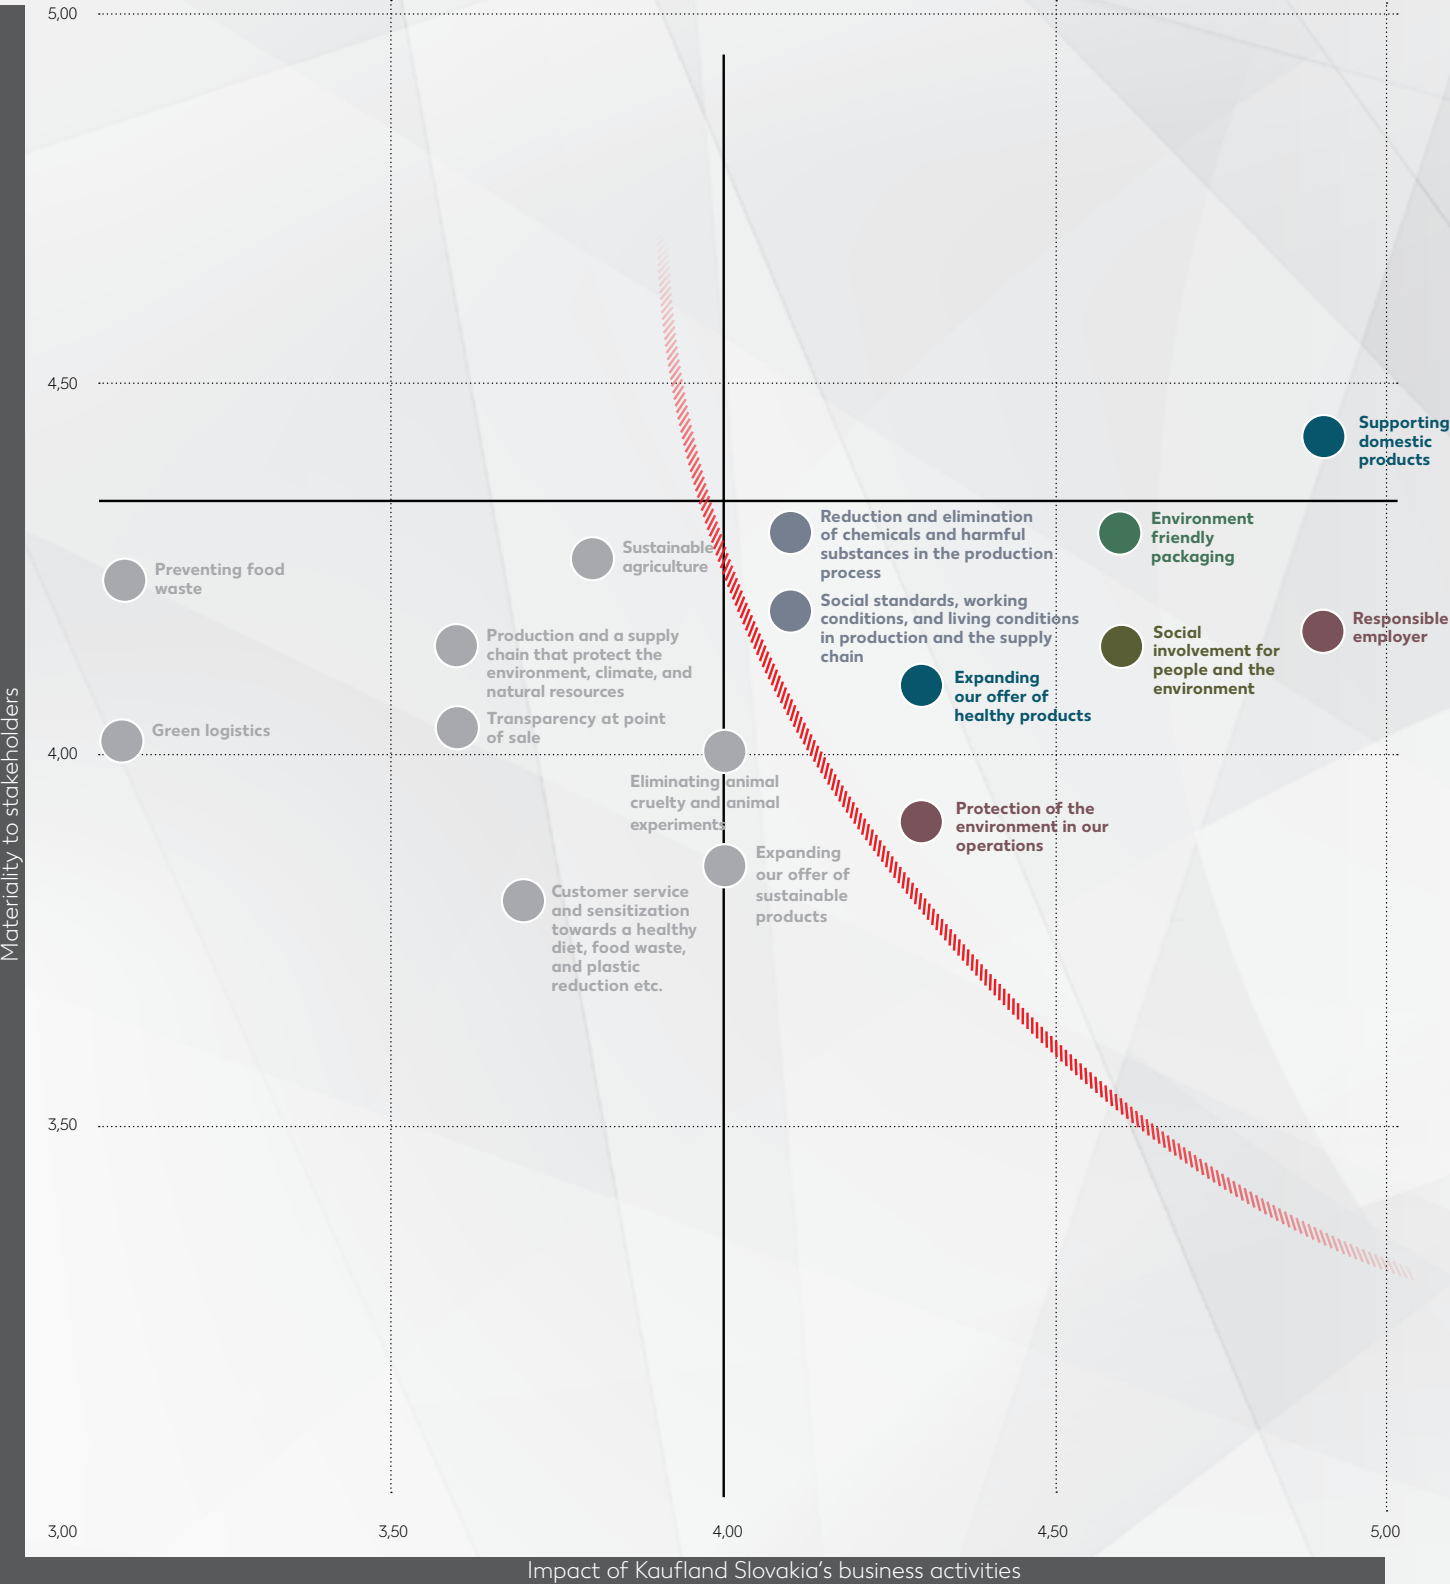 5,00
4,50
Supporting
domestic
products
Reduction and elimination
of chemicals and harmful
substances in the production
process
Environment
friendly
packaging
Sustainable
agriculture
Preventing food
waste
Social standards, working
conditions, and living conditions
in production and the supply
chain
Responsible
employer
Social
involvement for
people and the
environment
Production and a supply
chain that protect the
environment, climate, and
natural resources
Expanding
our offer of
healthy products
Transparency at point
of sale
Green logistics
4,00
Eliminating animal
cruelty and animal
experiments
Protection of the
environment in our
operations
Expanding
our offer of
sustainable
products
Customer service
and sensitization
towards a healthy
diet, food waste,
and plastic
reduction etc.
3,50
Materiality to stakeholders
3,00
3,50
4,00
4,50
5,00
Impact of Kaufland Slovakia's business activities